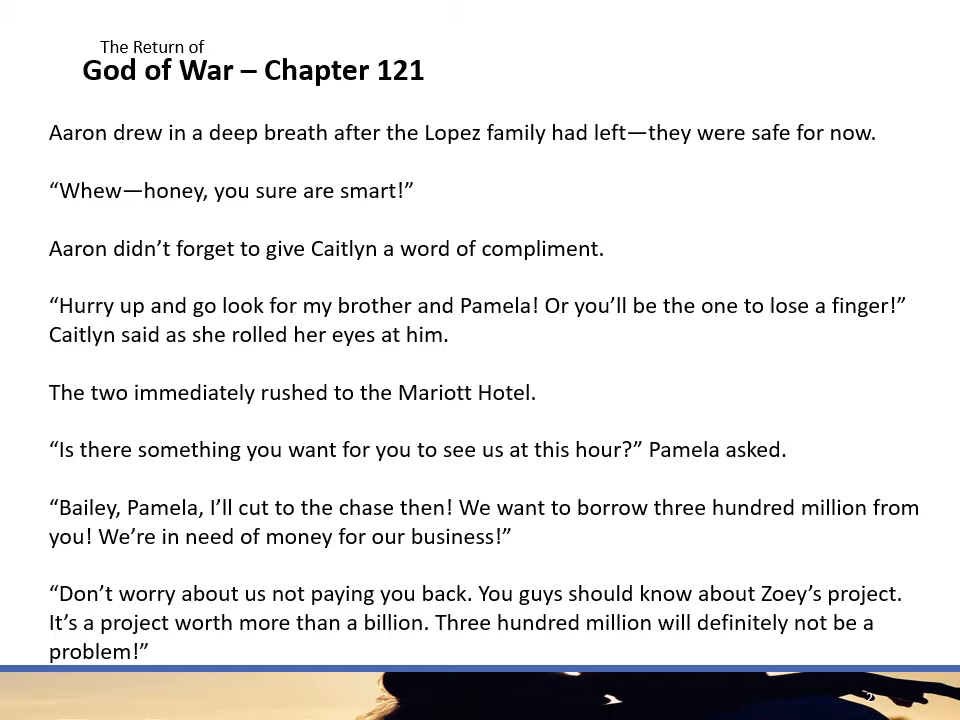 The Return of
God of War – Chapter 121
Aaron drew in a deep breath after the Lopez family had left—they were safe for now.
“Whew—honey, you sure are smart!”
Aaron didn’t forget to give Caitlyn a word of compliment.
“Hurry up and go look for my brother and Pamela! Or you’ll be the one to lose a finger!”
Caitlyn said as she rolled her eyes at him.
The two immediately rushed to the Mariott Hotel.
“Is there something you want for you to see us at this hour?” Pamela asked.
“Bailey, Pamela, I’ll cut to the chase then! We want to borrow three hundred million from
you! We’re in need of money for our business!”
“Don’t worry about us not paying you back. You guys should know about Zoey’s project.
It’s a project worth more than a billion. Three hundred million will definitely not be a
problem!”
2